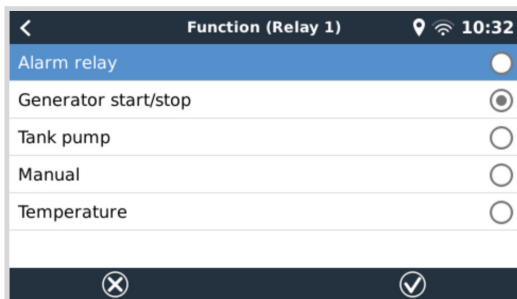 Function (Relay 1) 10:32
Alarm relay
Generator start/stop
Tank pump
Manual
Temperature